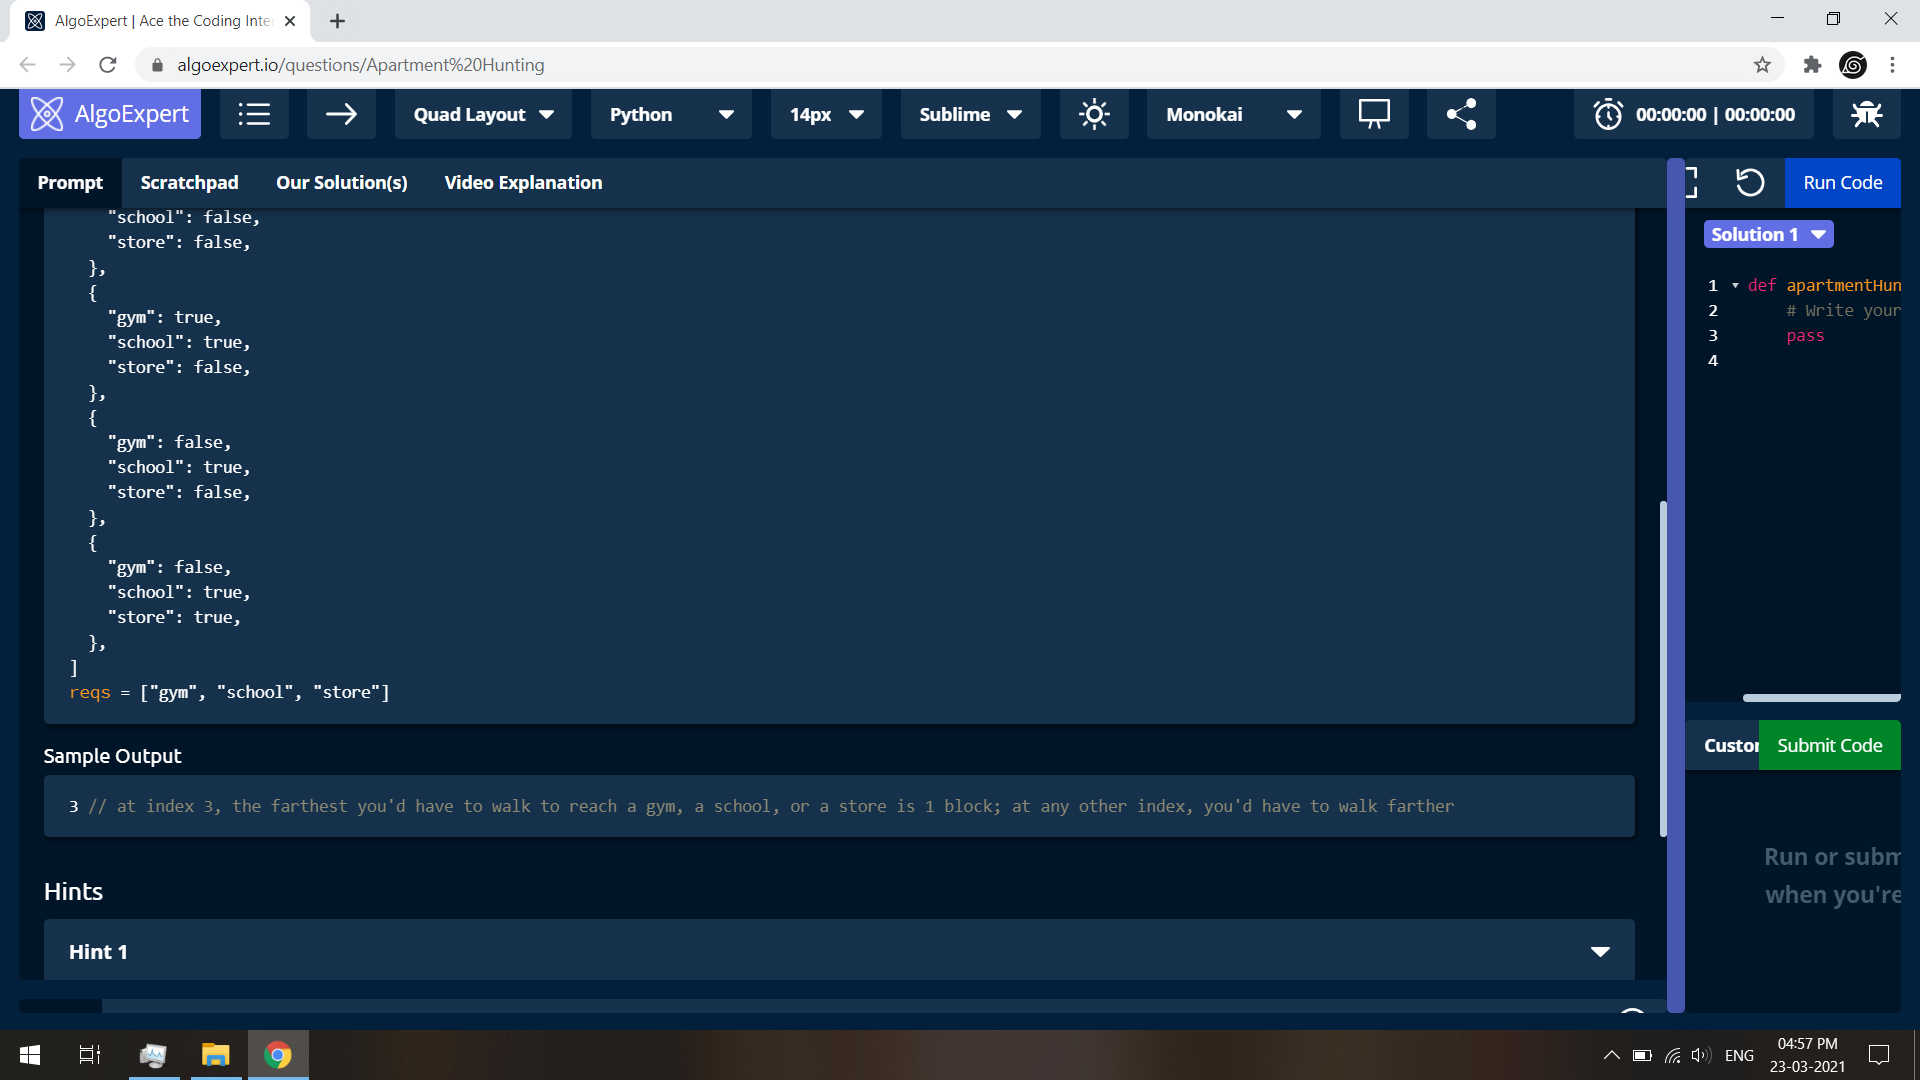 AlgoExpert | Ace the Coding Inte
algoexpert.io/questions/Apartment%20Hunting
AlgoExpert
Quad Layout
Python
14px
Sublime
Monokai
00:00:00 | 00:00:00
Prompt
Scratchpad
Our Solution(s)
Video Explanation
Run Code
"school": false,
"store": false,
},
{
"gym": true,
"school": true,
"store": false,
},
{
"gym": false,
"school": true,
"store": false,
},
{
"gym": false,
"school": true,
"store": true,
},
]
reqs = ["gym", "school", "store"]
Sample Output
3 // at index 3, the farthest you'd have to walk to reach a gym, a school, or a store is 1 block; at any other index, you'd have to walk farther
Hints
Hint 1
Solution 1
1 def apartmentHun
2 # Write your
3 pass
4
Custor
Submit Code
Run or subm
when you're
ENG
04:57 PM
23-03-2021